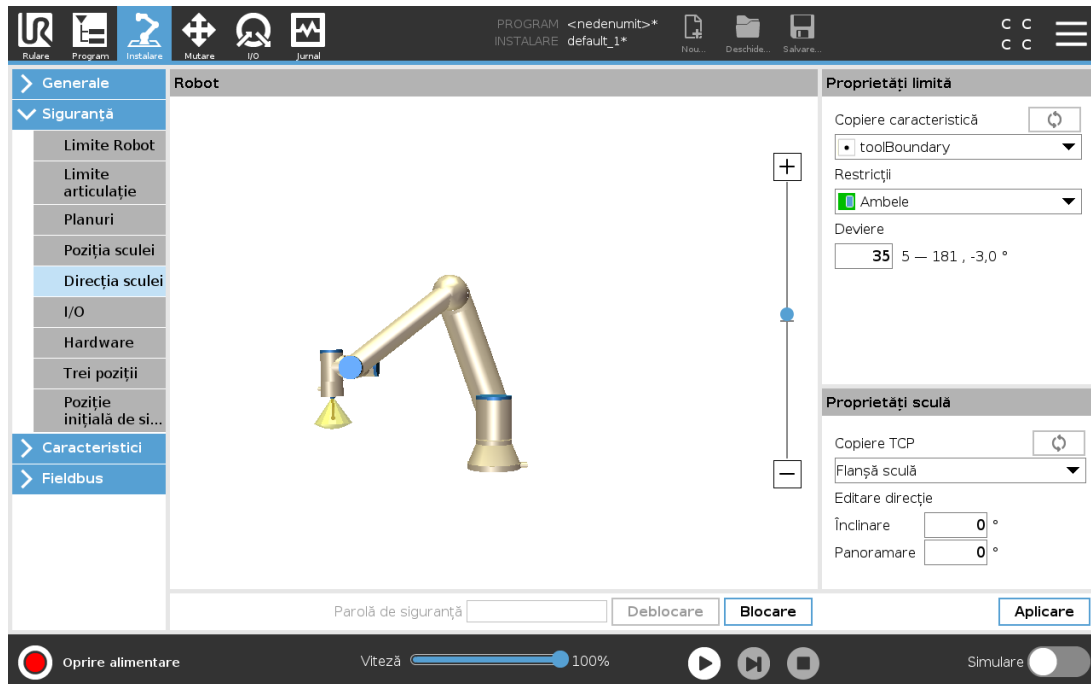 PROGRAM <nedenumit>*
INSTALARE default_1*
Rulare
Program
Instalare
Mutare
I/O
Jurnal
Nou...
Deschide...
Salvare...
C C
C C
Generale
Siguranță
Limite Robot
Limite
articulație
Planuri
Poziția sculei
Direcția sculei
I/O
Hardware
Trei poziții
Poziție
inițială de si...
Caracteristici
Fieldbus
Robot
Proprietăți limită
Copiere caracteristică
toolBoundary
Restricții
Ambele
Deviere
35 5 — 181 , -3,0 °
Proprietăți sculă
Copiere TCP
Flanșă sculă
Editare direcție
Înclinare 0 °
Panoramare 0 °
Parolă de siguranță Deblocare Blocare Aplicare
Oprire alimentare Viteză 100% Simulare